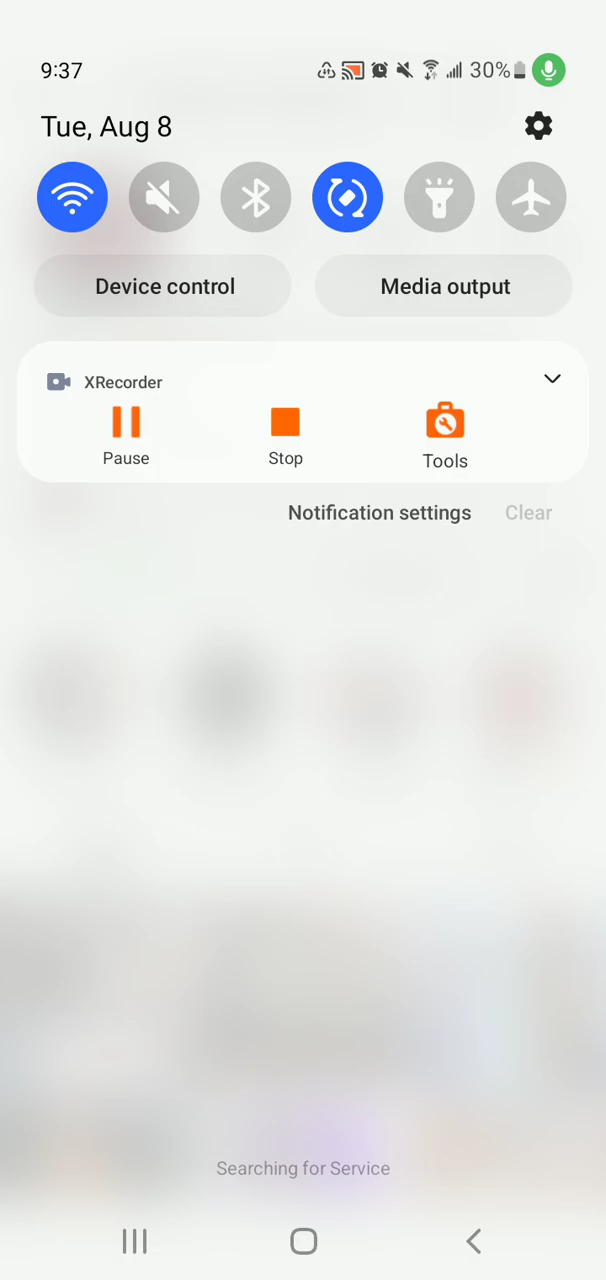 9:37
30%
Tue, Aug 8
Device control
Media output
XRecorder
Pause
Stop
Tools
Notification settings
Clear
Searching for Service